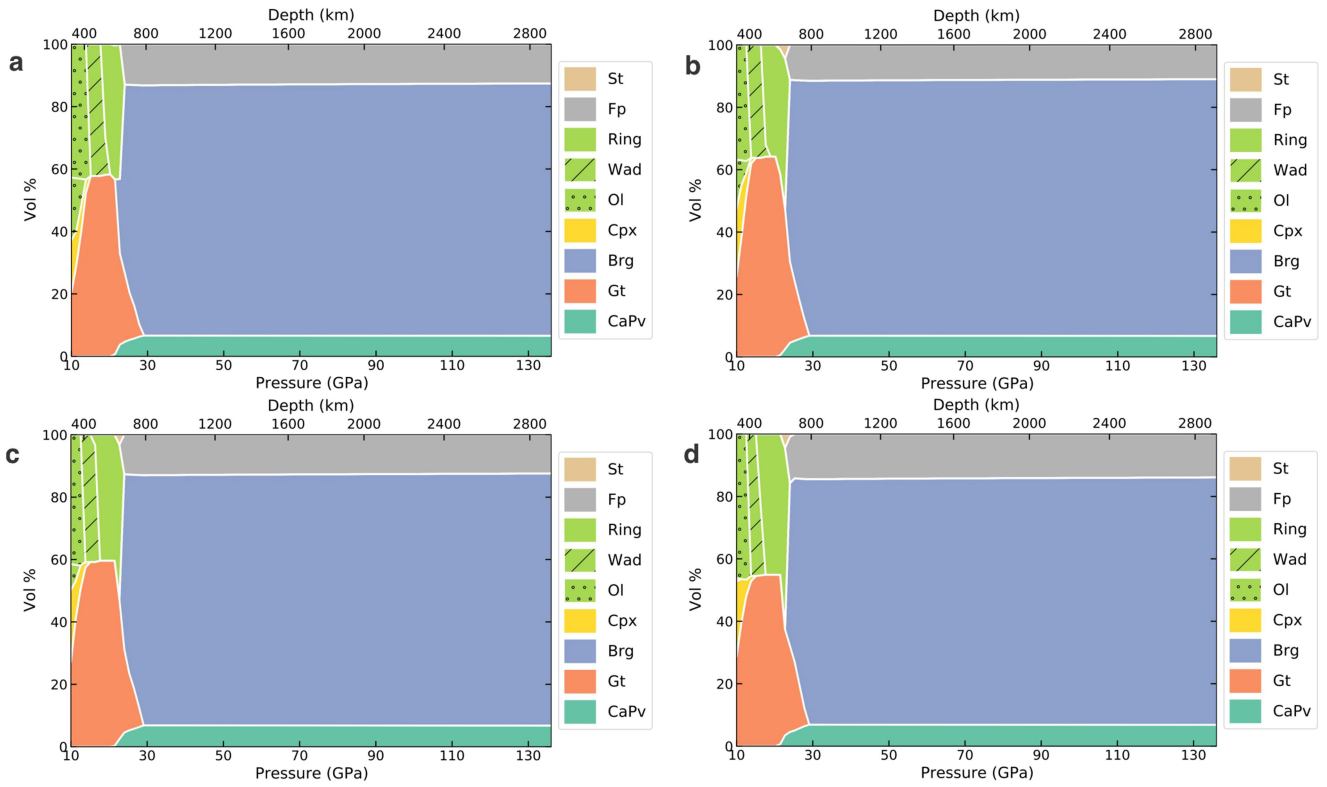 a
Depth (km)
400 800 1200 1600 2000 2400 2800
Vol %
100
80
60
40
20
0
10 30 50 70 90 110 130
Pressure (GPa)
St
Fp
Ring
Wad
Ol
Cpx
Brg
Gt
CaPv
b
Depth (km)
400 800 1200 1600 2000 2400 2800
Vol %
100
80
60
40
20
0
10 30 50 70 90 110 130
Pressure (GPa)
St
Fp
Ring
Wad
Ol
Cpx
Brg
Gt
CaPv
c
Depth (km)
400 800 1200 1600 2000 2400 2800
Vol %
100
80
60
40
20
0
10 30 50 70 90 110 130
Pressure (GPa)
St
Fp
Ring
Wad
Ol
Cpx
Brg
Gt
CaPv
d
Depth (km)
400 800 1200 1600 2000 2400 2800
Vol %
100
80
60
40
20
0
10 30 50 70 90 110 130
Pressure (GPa)
St
Fp
Ring
Wad
Ol
Cpx
Brg
Gt
CaPv